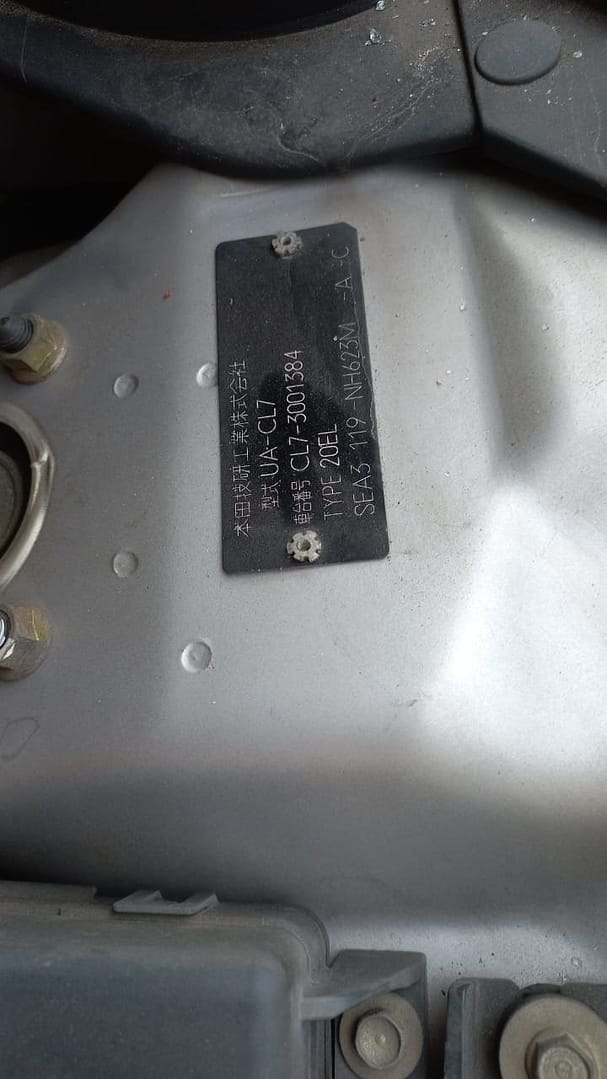 本田技研工業株式会社
型式 UA-CL7
車台番号 CL7-3001384
TYPE 20EL
SEA3 119-NH623M -A -C